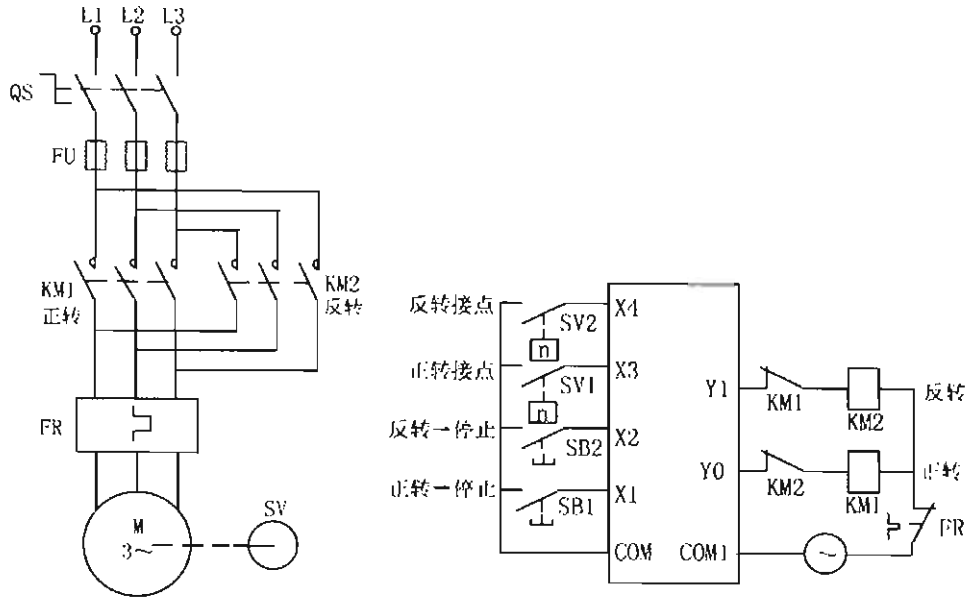 L1 L2 L3
QS
FU
KM1
正转
KM2
反转
FR
M
3～
SV
反转接点
SV2
X4
n
正转接点
SV1
X3
n
反转—停止
SB2
X2
正转—停止
SB1
X1
COM
Y1
KM1
KM2
反转
Y0
KM2
KM1
正转
FR
COM1
～